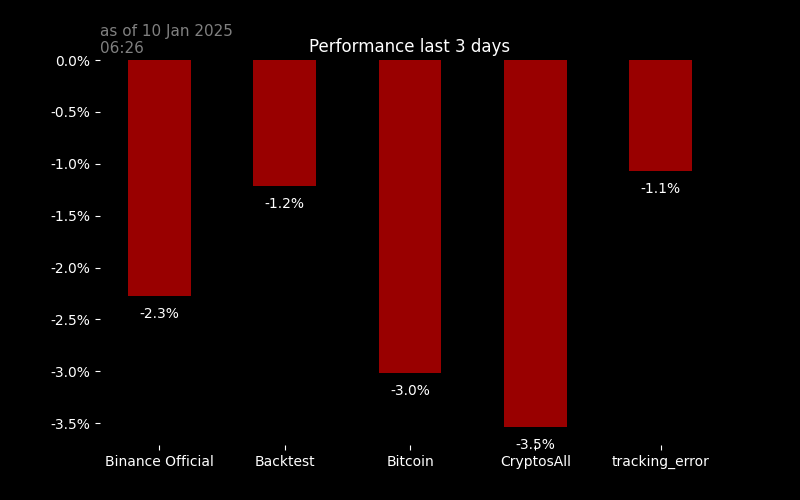 as of 10 Jan 2025
06:26
Performance last 3 days
0.0%
-0.5%
-1.0%
-1.5%
-2.0%
-2.5%
-3.0%
-3.5%
-2.3%
-1.2%
-3.0%
-3.5%
-1.1%
Binance Official
Backtest
Bitcoin
CryptosAll
tracking_error